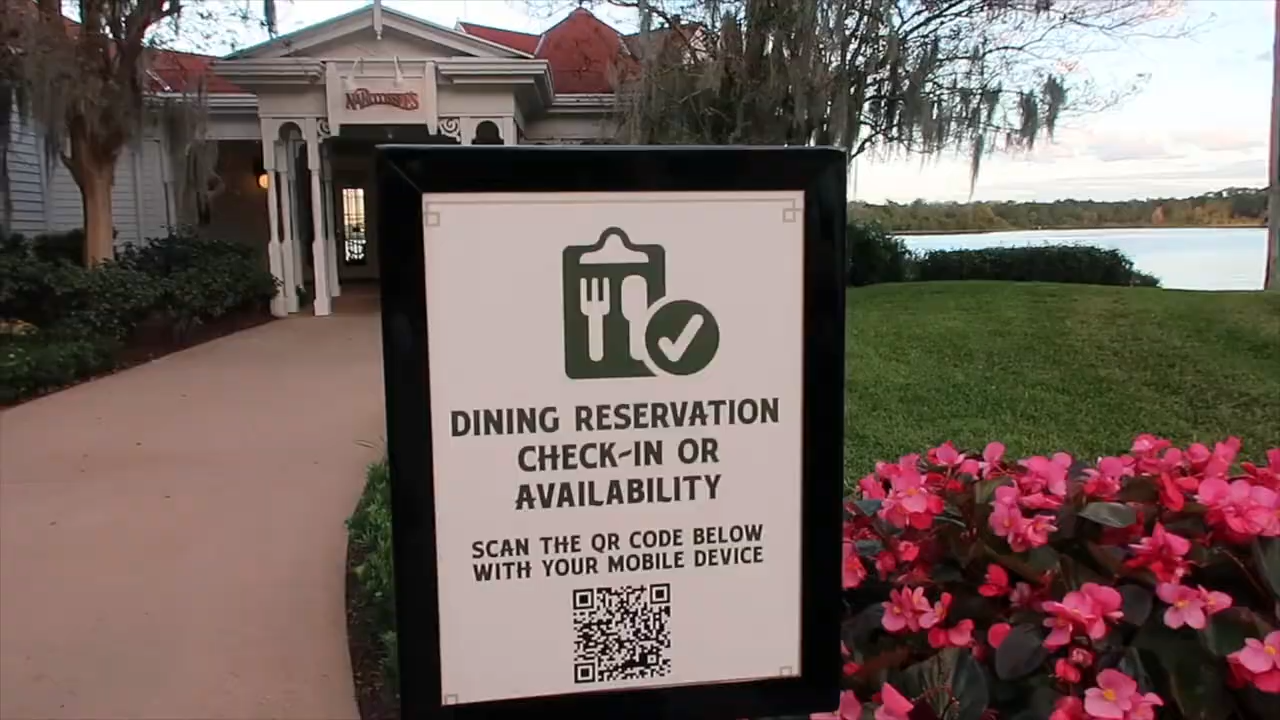 NARCOOSSEE'S
DINING RESERVATION
CHECK-IN OR
AVAILABILITY
SCAN THE QR CODE BELOW
WITH YOUR MOBILE DEVICE